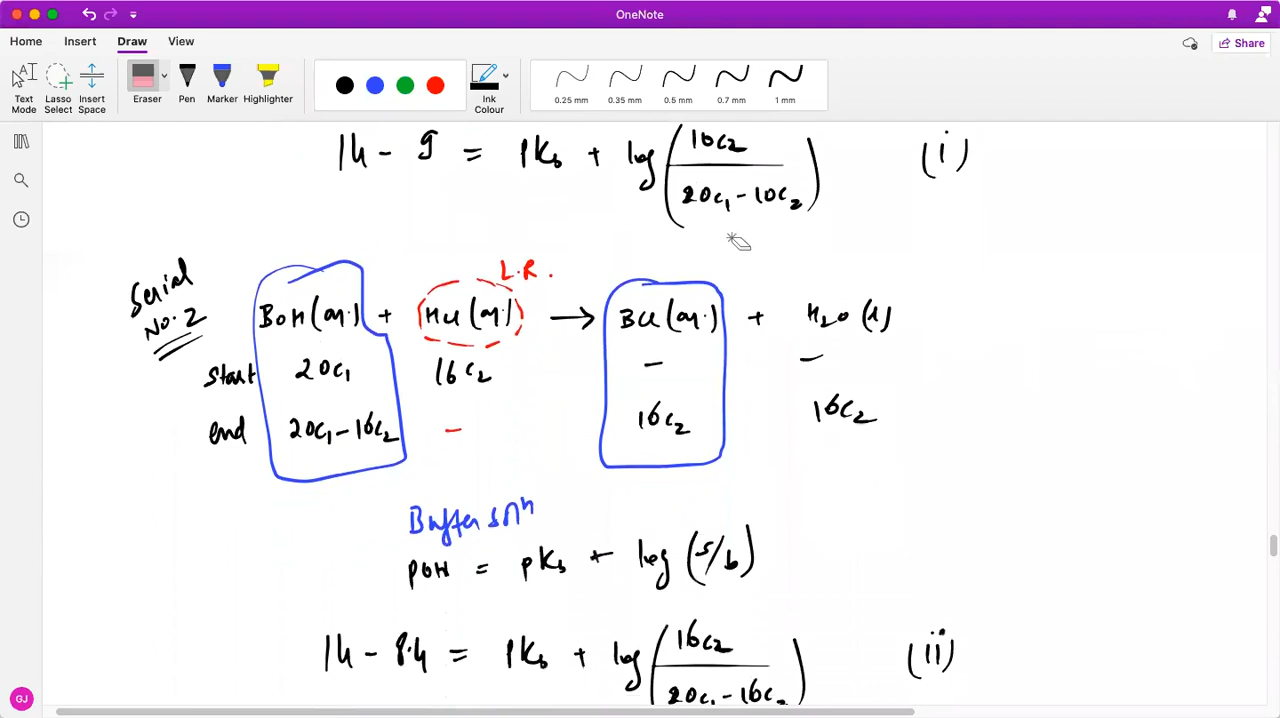 OneNote
Home Insert Draw View
Share
Text Mode
Lasso Select
Insert Space
Eraser
Pen
Marker
Highlighter
Ink Colour
0.25 mm 0.35 mm 0.5 mm 0.7 mm 1 mm
14 - 9 = pKb + log(10c2 / 20c1 - 10c2) (i)
L.R.
Serial No. 2
BOH(aq.) + HCl(aq.) → BCl(aq.) + H2O(l)
start 20c1 16c2 - -
end 20c1 - 16c2 - 16c2 16c2
Buffer solⁿ
pOH = pKb + log(s/b)
14 - 8.4 = pKb + log(16c2 / 20c1 - 16c2) (ii)
GJ